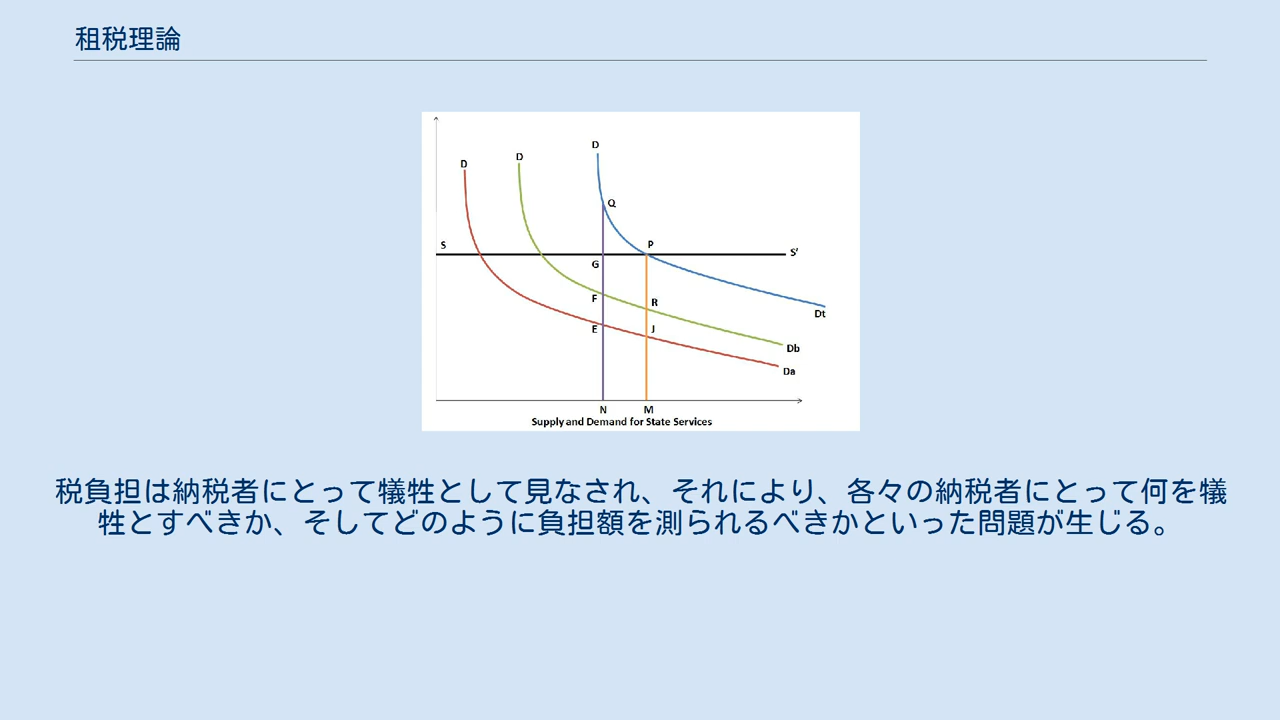 租税理論
D
D
D
Q
S
P
S'
G
F
R
E
J
Dt
Db
Da
N
M
Supply and Demand for State Services
税負担は納税者にとって犠牲として見なされ、それにより、各々の納税者にとって何を犠
牲とすべきか、そしてどのように負担額を測られるべきかといった問題が生じる。